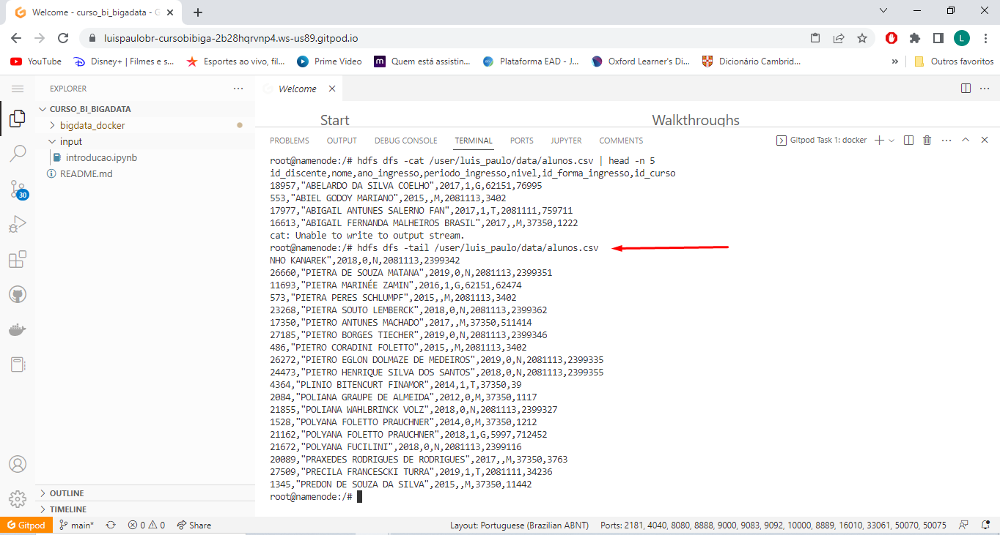 Welcome - curso_bi_bigadata - G
luispaulobr-cursobibiga-2b28hqrvnp4.ws-us89.gitpod.io
L
YouTube
Disney+ | Filmes e s...
Esportes ao vivo, fil...
Prime Video
m
Quem está assistin...
Plataforma EAD - J...
Oxford Learner's Di...
Dicionário Cambrid...
»
Outros favoritos
EXPLORER
CURSO_BI_BIGADATA
bigdata_docker
input
introducao.ipynb
README.md
30
OUTLINE
TIMELINE
Welcome
Start
Walkthroughs
PROBLEMS
OUTPUT
DEBUG CONSOLE
TERMINAL
PORTS
JUPYTER
COMMENTS
Gitpod Task 1: docker
root@namenode:/# hdfs dfs -cat /user/luis_paulo/data/alunos.csv | head -n 5
id_discente,nome,ano_ingresso,periodo_ingresso,nivel,id_forma_ingresso,id_curso
18957,"ABELARDO DA SILVA COELHO",2017,1,G,62151,76995
553,"ABIEL GODOY MARIANO",2015,,M,2081113,3402
17977,"ABIGAIL ANTUNES SALERNO FAN",2017,1,T,2081111,759711
16613,"ABIGAIL FERNANDA MALHEIROS BRASIL",2017,,M,37350,1222
cat: Unable to write to output stream.
root@namenode:/# hdfs dfs -tail /user/luis_paulo/data/alunos.csv
NHO KANAREK",2018,0,N,2081113,2399342
26660,"PIETRA DE SOUZA MATANA",2019,0,N,2081113,2399351
11693,"PIETRA MARINÉE ZAMIN",2016,1,G,62151,62474
573,"PIETRA PERES SCHLUMPF",2015,,M,2081113,3402
23268,"PIETRA SOUTO LEMBERCK",2018,0,N,2081113,2399362
17350,"PIETRO ANTUNES MACHADO",2017,,M,37350,511414
27185,"PIETRO BORGES TIECHER",2019,0,N,2081113,2399346
486,"PIETRO CORADINI FOLETTO",2015,,M,2081113,3402
26272,"PIETRO EGLON DOLMAZE DE MEDEIROS",2019,0,N,2081113,2399335
24473,"PIETRO HENRIQUE SILVA DOS SANTOS",2018,0,N,2081113,2399355
4364,"PLINIO BITENCURT FINAMOR",2014,1,T,37350,39
2084,"POLIANA GRAUPE DE ALMEIDA",2012,0,M,37350,1117
21855,"POLIANA WAHLBRINCK VOLZ",2018,0,N,2081113,2399327
1528,"POLYANA FOLETTO PRAUCHNER",2014,0,M,37350,1212
21162,"POLYANA FOLETTO PRAUCHNER",2018,1,G,5997,712452
21672,"POLYANA FUCILINI",2018,0,N,2081113,2399116
20089,"PRAXEDES RODRIGUES DE RODRIGUES",2017,,M,37350,3763
27509,"PRECILA FRANCESCKI TURRA",2019,1,T,2081111,34236
1345,"PREDON DE SOUZA DA SILVA",2015,,M,37350,11442
root@namenode:/#
Gitpod
main*
0
0
Share
Layout: Portuguese (Brazilian ABNT)
Ports: 2181, 4040, 8080, 8888, 9000, 9083, 9092, 10000, 8889, 16010, 33061, 50070, 50075